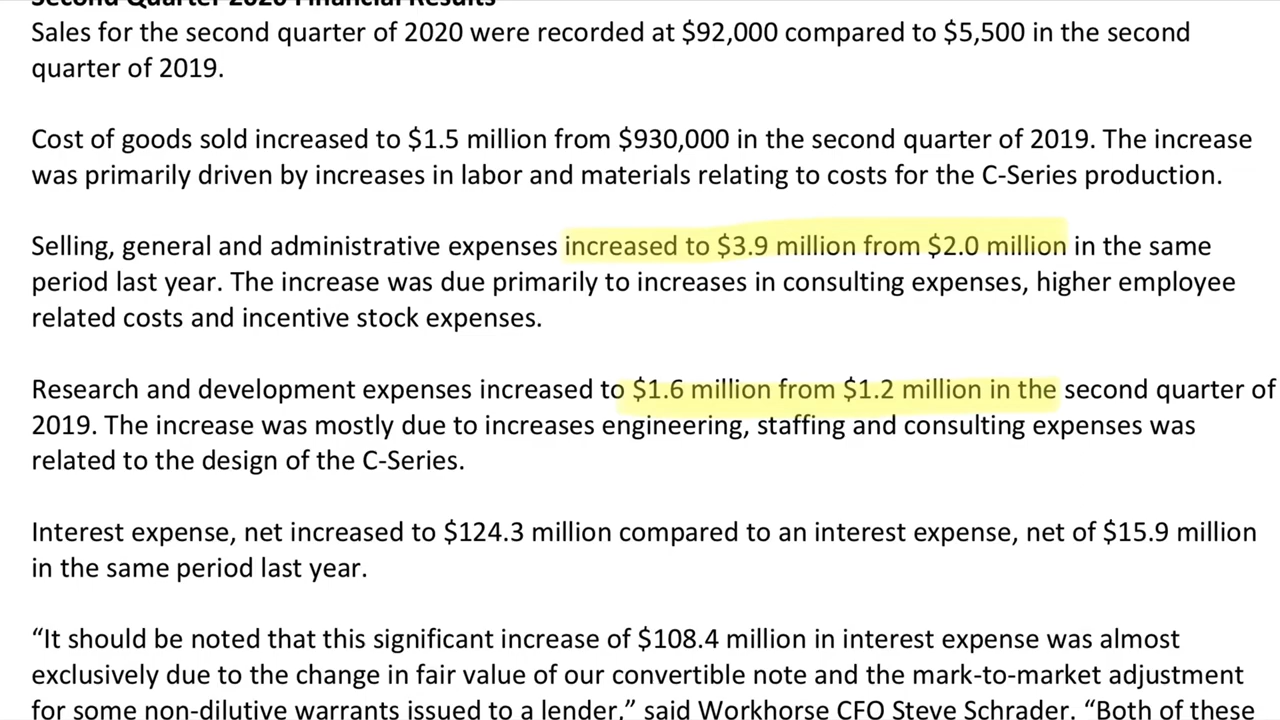 Second Quarter 2020 Financial Results
Sales for the second quarter of 2020 were recorded at $92,000 compared to $5,500 in the second
quarter of 2019.
Cost of goods sold increased to $1.5 million from $930,000 in the second quarter of 2019. The increase
was primarily driven by increases in labor and materials relating to costs for the C-Series production.
Selling, general and administrative expenses increased to $3.9 million from $2.0 million in the same
period last year. The increase was due primarily to increases in consulting expenses, higher employee
related costs and incentive stock expenses.
Research and development expenses increased to $1.6 million from $1.2 million in the second quarter of
2019. The increase was mostly due to increases engineering, staffing and consulting expenses was
related to the design of the C-Series.
Interest expense, net increased to $124.3 million compared to an interest expense, net of $15.9 million
in the same period last year.
“It should be noted that this significant increase of $108.4 million in interest expense was almost
exclusively due to the change in fair value of our convertible note and the mark-to-market adjustment
for some non-dilutive warrants issued to a lender,” said Workhorse CFO Steve Schrader. “Both of these